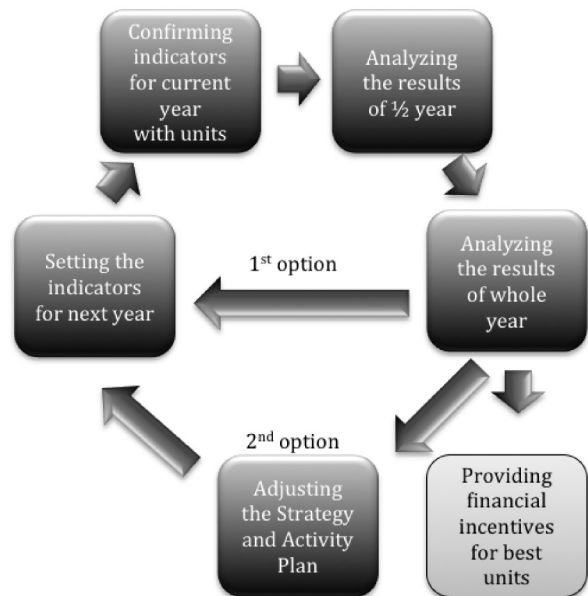 Confirming
indicators
for current
year
with units
Analyzing
the results
of ½ year
Setting the
indicators
for next year
1st option
Analyzing
the results
of whole
year
2nd option
Adjusting
the Strategy
and Activity
Plan
Providing
financial
incentives
for best
units